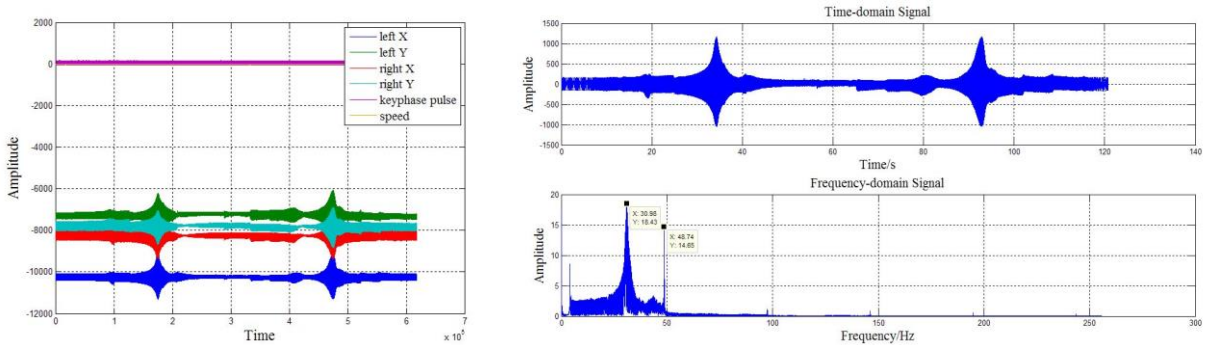 2000
0
-2000
-4000
-6000
-8000
-10000
-12000
Amplitude
0 1 2 3 4 5 6 7
x 10⁵
Time
left X
left Y
right X
right Y
keyphase pulse
speed
Time-domain Signal
1500
1000
500
0
-500
-1000
-1500
Amplitude
0 20 40 60 80 100 120 140
Time/s
Frequency-domain Signal
20
15
10
5
0
Amplitude
X: 30.98
Y: 18.43
X: 48.74
Y: 14.65
0 50 100 150 200 250 300
Frequency/Hz